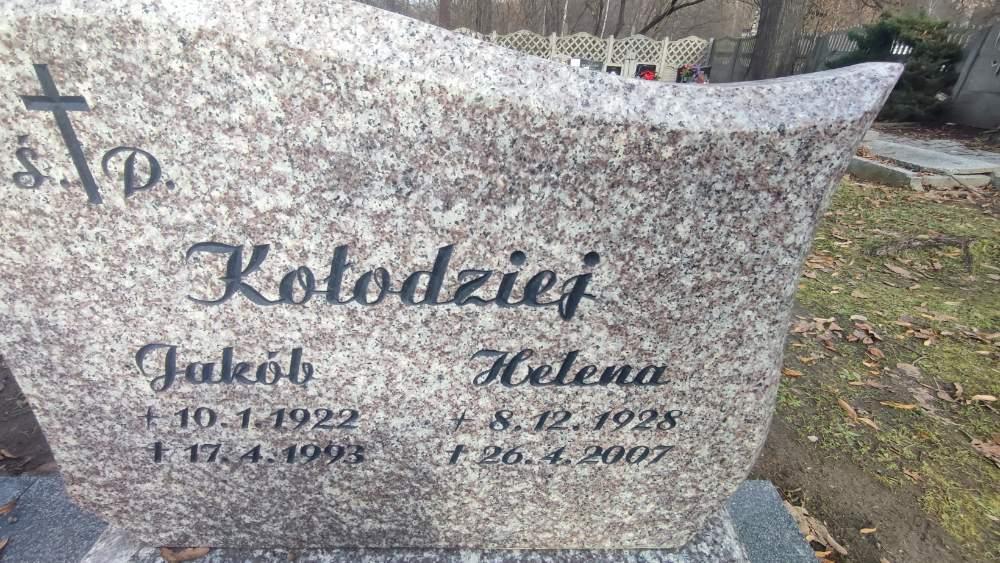 Ś. P.
Kołodziej
Jakób Helena
+ 10.1.1922 + 8.12.1928
† 17.4.1993 † 26.4.2007